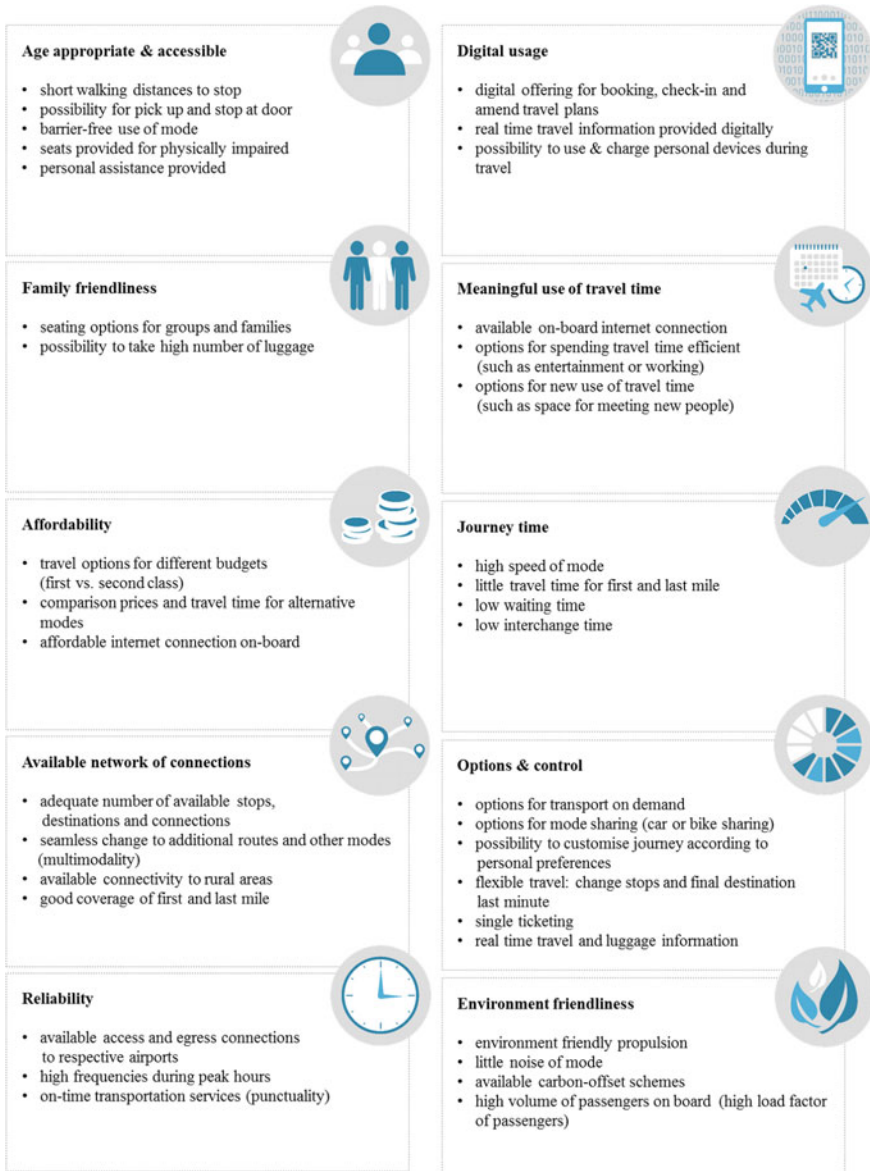 Age appropriate & accessible
• short walking distances to stop
• possibility for pick up and stop at door
• barrier-free use of mode
• seats provided for physically impaired
• personal assistance provided
Digital usage
• digital offering for booking, check-in and
amend travel plans
• real time travel information provided digitally
• possibility to use & charge personal devices during
travel
Family friendliness
• seating options for groups and families
• possibility to take high number of luggage
Meaningful use of travel time
• available on-board internet connection
• options for spending travel time efficient
(such as entertainment or working)
• options for new use of travel time
(such as space for meeting new people)
Affordability
• travel options for different budgets
(first vs. second class)
• comparison prices and travel time for alternative
modes
• affordable internet connection on-board
Journey time
• high speed of mode
• little travel time for first and last mile
• low waiting time
• low interchange time
Available network of connections
• adequate number of available stops,
destinations and connections
• seamless change to additional routes and other modes
(multimodality)
• available connectivity to rural areas
• good coverage of first and last mile
Options & control
• options for transport on demand
• options for mode sharing (car or bike sharing)
• possibility to customise journey according to
personal preferences
• flexible travel: change stops and final destination
last minute
• single ticketing
• real time travel and luggage information
Reliability
• available access and egress connections
to respective airports
• high frequencies during peak hours
• on-time transportation services (punctuality)
Environment friendliness
• environment friendly propulsion
• little noise of mode
• available carbon-offset schemes
• high volume of passengers on board (high load factor
of passengers)